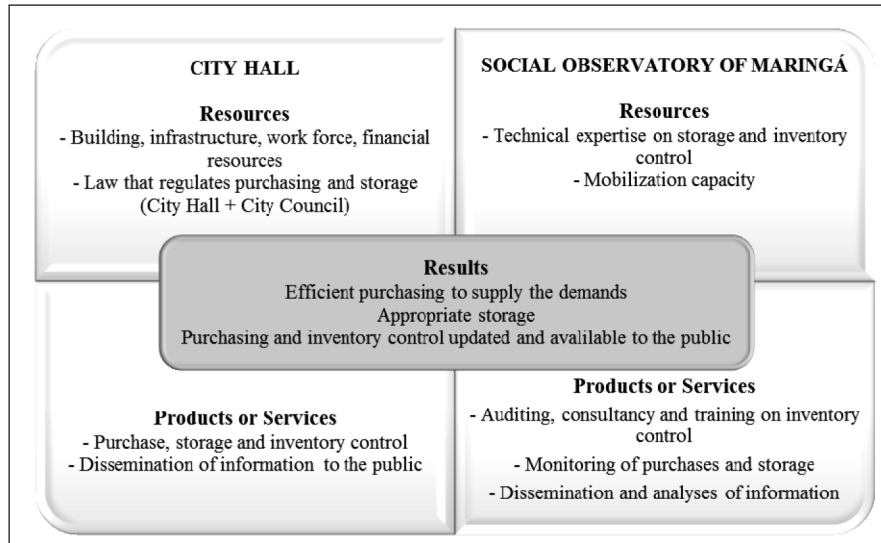 CITY HALL
Resources
- Building, infrastructure, work force, financial
resources
- Law that regulates purchasing and storage
(City Hall + City Council)
SOCIAL OBSERVATORY OF MARINGÁ
Resources
- Technical expertise on storage and inventory
control
- Mobilization capacity
Results
Efficient purchasing to supply the demands
Appropriate storage
Purchasing and inventory control updated and avalilable to the public
Products or Services
- Purchase, storage and inventory control
- Dissemination of information to the public
Products or Services
- Auditing, consultancy and training on inventory
control
- Monitoring of purchases and storage
- Dissemination and analyses of information